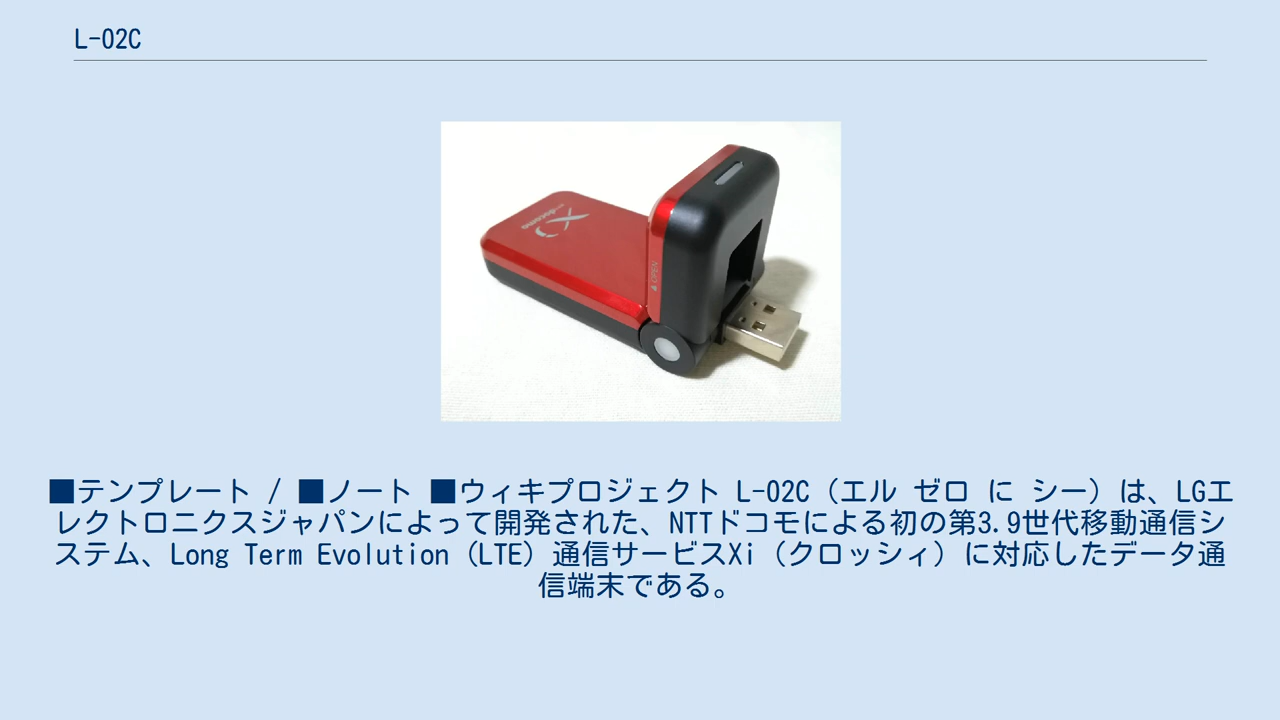 L-02C
Xi
docomo
▲ OPEN
■テンプレート / ■ノート ■ウィキプロジェクト L-02C（エル ゼロ に シー）は、LGエ
レクトロニクスジャパンによって開発された、NTTドコモによる初の第3.9世代移動通信シ
ステム、Long Term Evolution（LTE）通信サービスXi（クロッシィ）に対応したデータ通
信端末である。